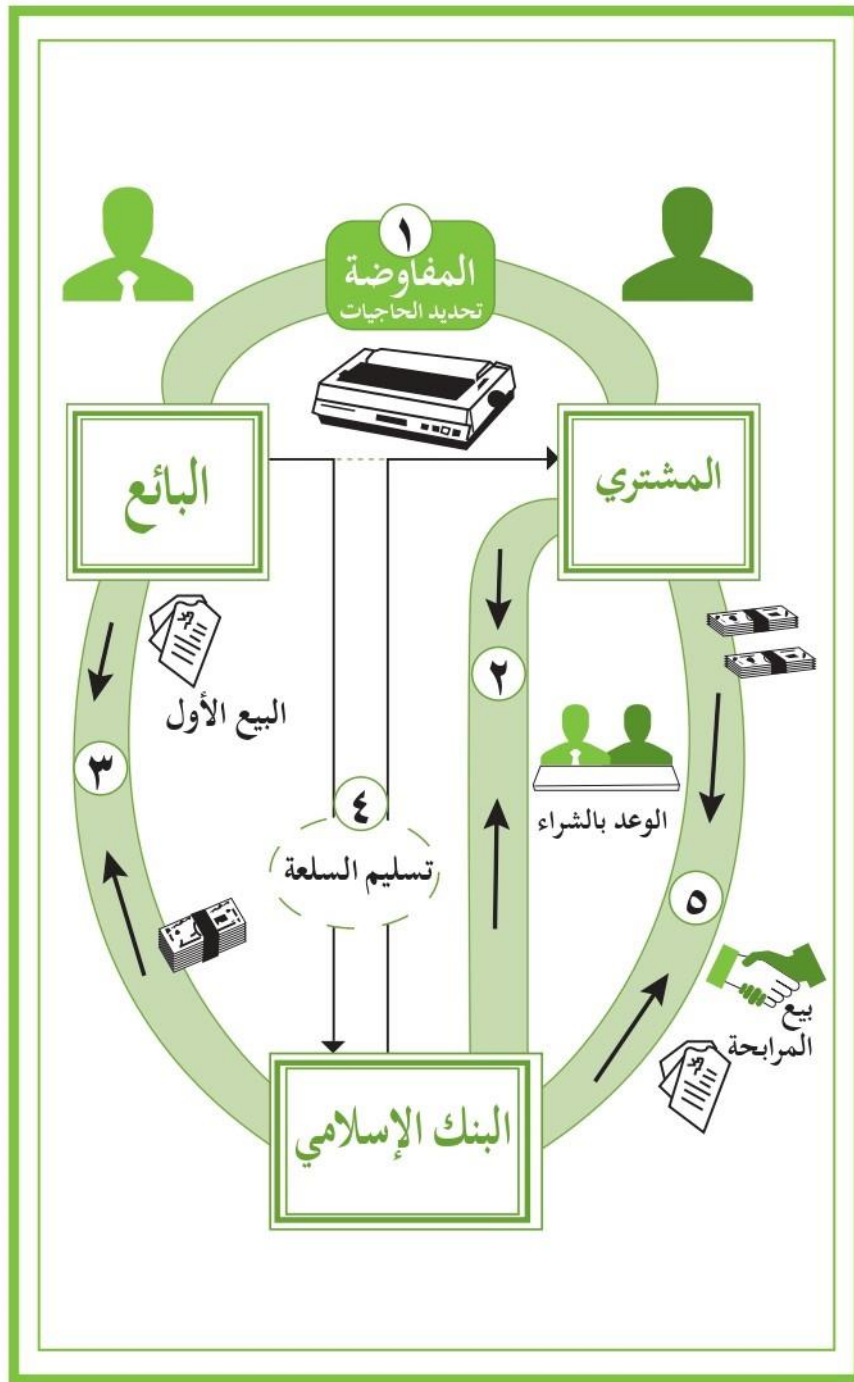 ١
المفاوضة
تحديد الحاجيات
المشتري
البائع
البيع الأول
٢
٣
الوعد بالشراء
٤
تسليم السلعة
٥
بيع
المرابحة
البنك الإسلامي